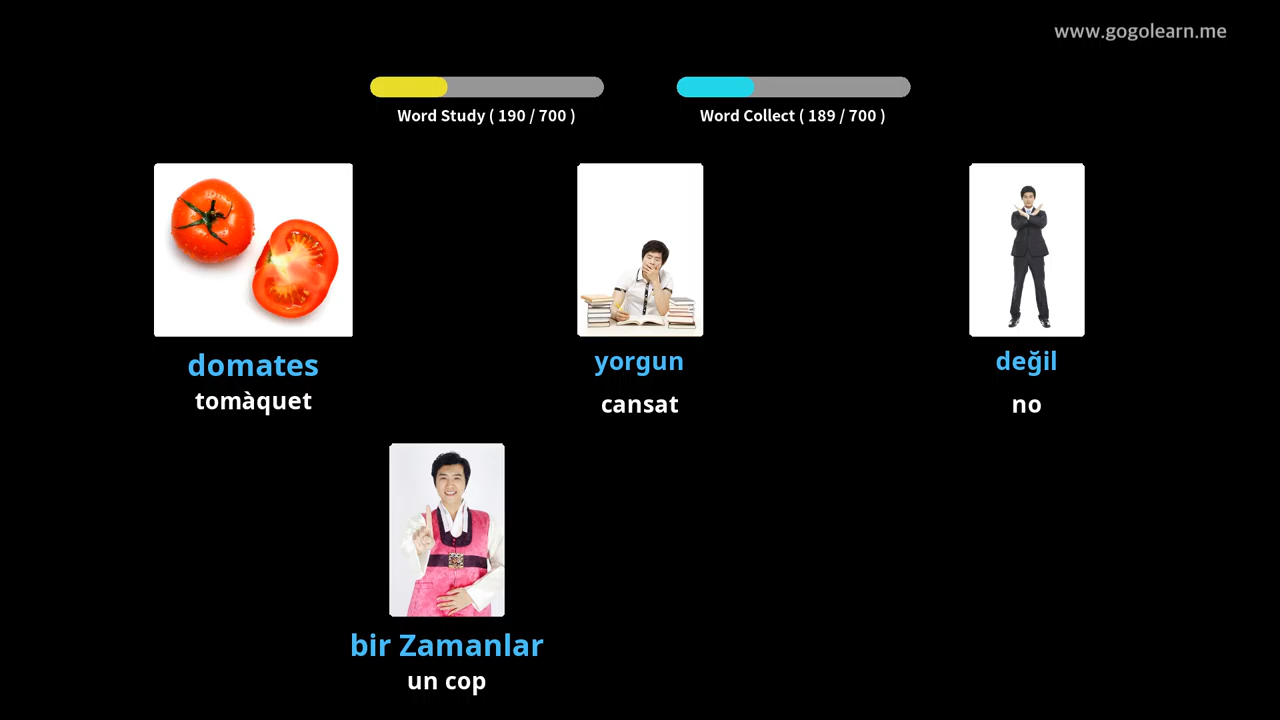 www.gogolearn.me
Word Study ( 190 / 700 )
Word Collect ( 189 / 700 )
domates
tomàquet
yorgun
cansat
değil
no
bir Zamanlar
un cop